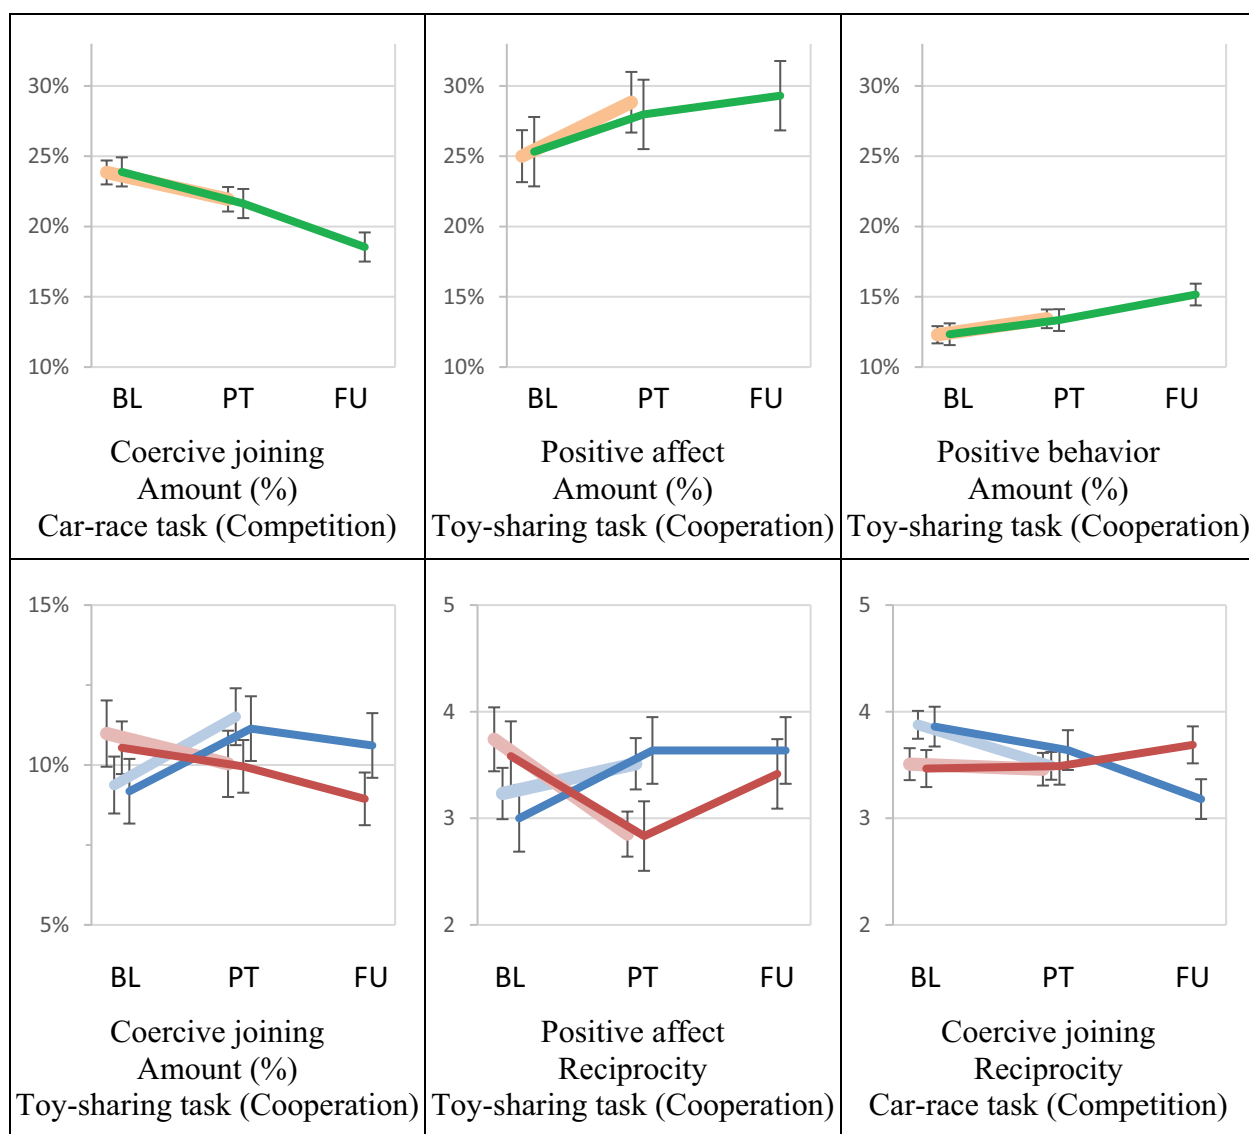 30%
25%
20%
15%
10%
BL PT FU
Coercive joining
Amount (%)
Car-race task (Competition)
30%
25%
20%
15%
10%
BL PT FU
Positive affect
Amount (%)
Toy-sharing task (Cooperation)
30%
25%
20%
15%
10%
BL PT FU
Positive behavior
Amount (%)
Toy-sharing task (Cooperation)
15%
10%
5%
BL PT FU
Coercive joining
Amount (%)
Toy-sharing task (Cooperation)
5
4
3
2
BL PT FU
Positive affect
Reciprocity
Toy-sharing task (Cooperation)
5
4
3
2
BL PT FU
Coercive joining
Reciprocity
Car-race task (Competition)